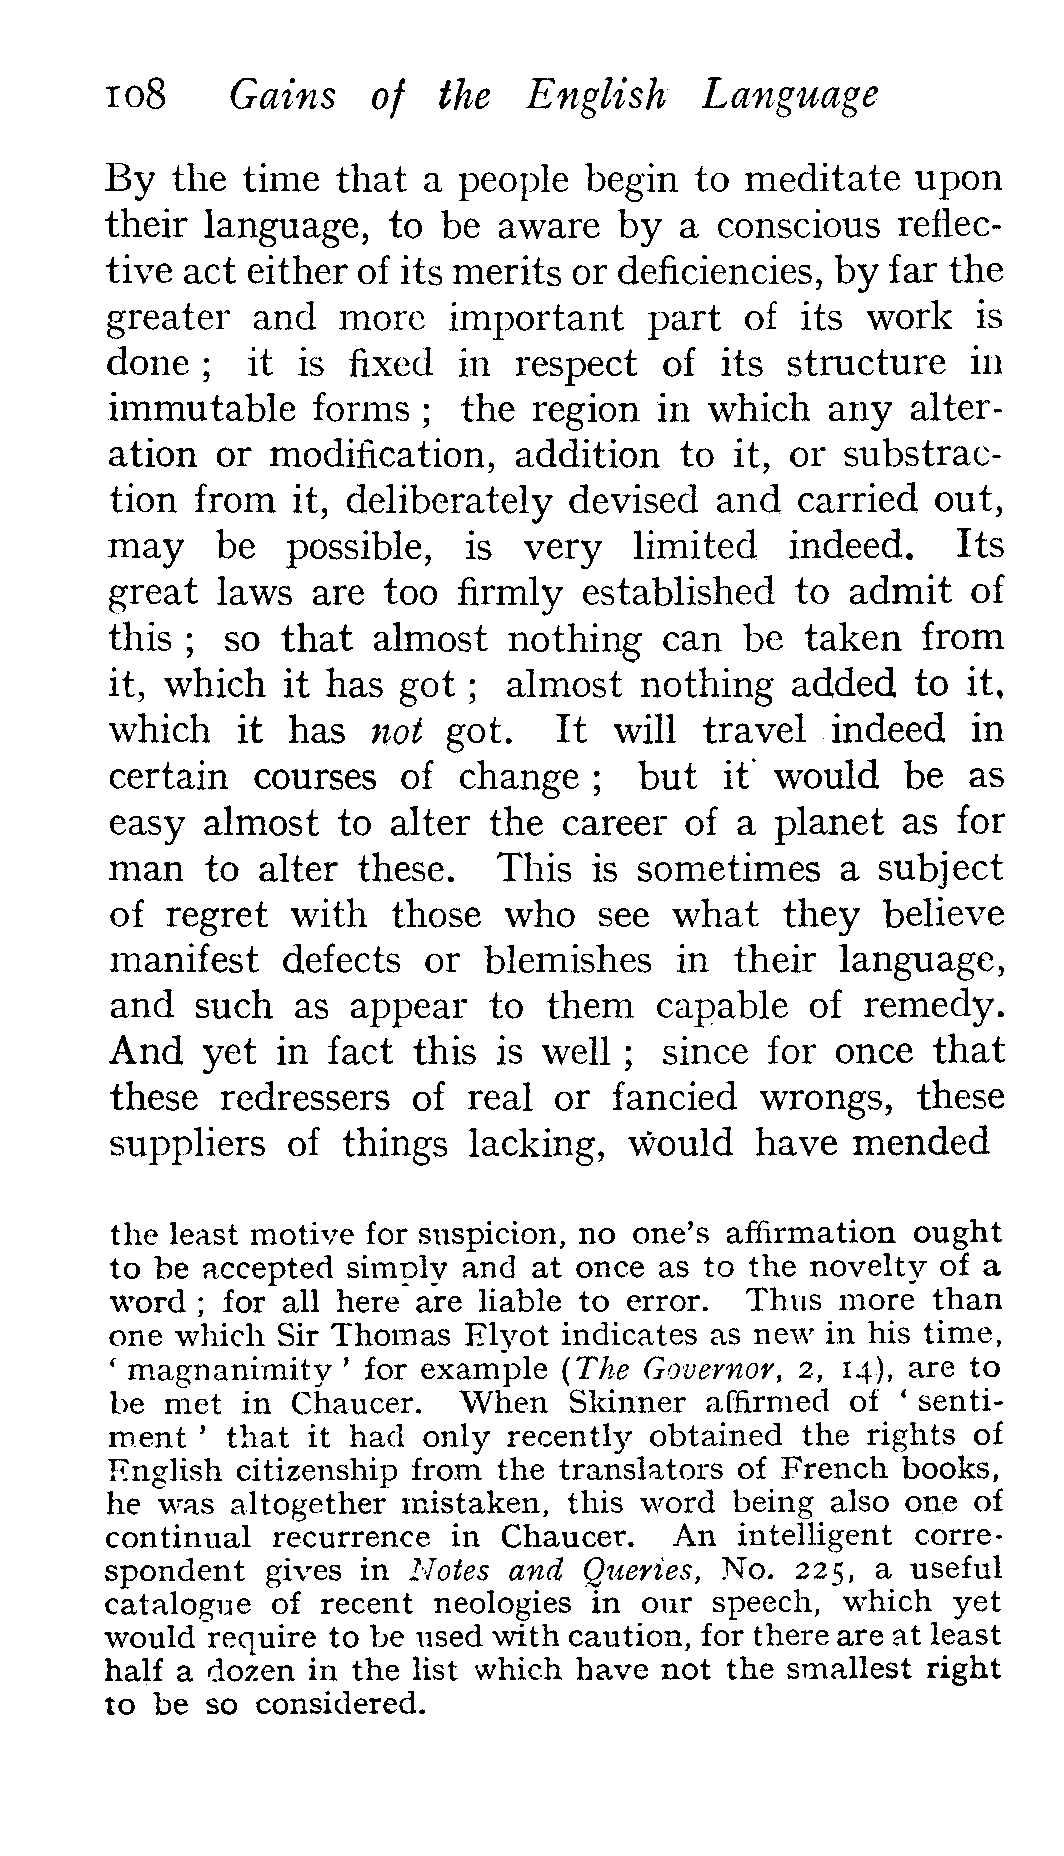 108 Gains of the English Language
By the time that a people begin to meditate upon
their language, to be aware by a conscious reflec-
tive act either of its merits or deficiencies, by far the
greater and more important part of its work is
done ; it is fixed in respect of its structure in
immutable forms ; the region in which any alter-
ation or modification, addition to it, or substrac-
tion from it, deliberately devised and carried out,
may be possible, is very limited indeed. Its
great laws are too firmly established to admit of
this ; so that almost nothing can be taken from
it, which it has got ; almost nothing added to it,
which it has not got. It will travel indeed in
certain courses of change ; but it would be as
easy almost to alter the career of a planet as for
man to alter these. This is sometimes a subject
of regret with those who see what they believe
manifest defects or blemishes in their language,
and such as appear to them capable of remedy.
And yet in fact this is well ; since for once that
these redressers of real or fancied wrongs, these
suppliers of things lacking, would have mended
the least motive for suspicion, no one's affirmation ought
to be accepted simply and at once as to the novelty of a
word ; for all here are liable to error. Thus more than
one which Sir Thomas Elyot indicates as new in his time,
‘ magnanimity ’ for example (The Governor, 2, 14), are to
be met in Chaucer. When Skinner affirmed of ‘ senti-
ment ’ that it had only recently obtained the rights of
English citizenship from the translators of French books,
he was altogether mistaken, this word being also one of
continual recurrence in Chaucer. An intelligent corre-
spondent gives in Notes and Queries, No. 225, a useful
catalogue of recent neologies in our speech, which yet
would require to be used with caution, for there are at least
half a dozen in the list which have not the smallest right
to be so considered.